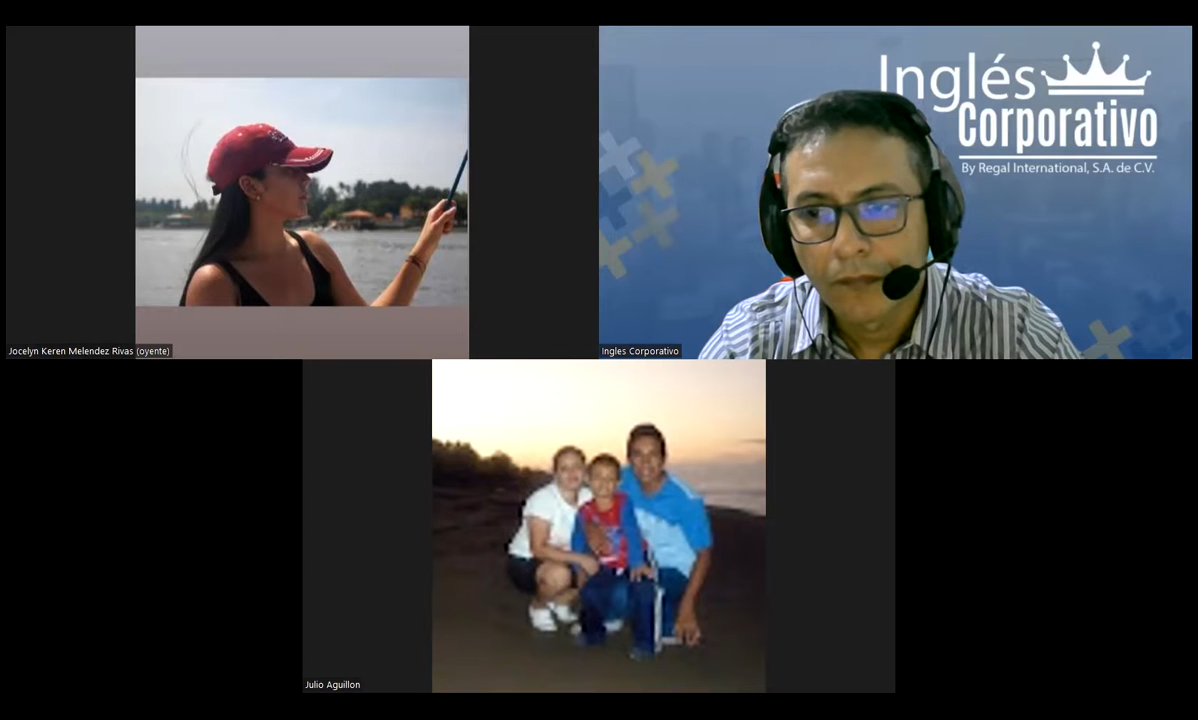 Inglés
Corporativo
By Regal International, S.A. de C.V.
Jocelyn Keren Melendez Rivas (oyente)
Ingles Corporativo
Julio Aguillon